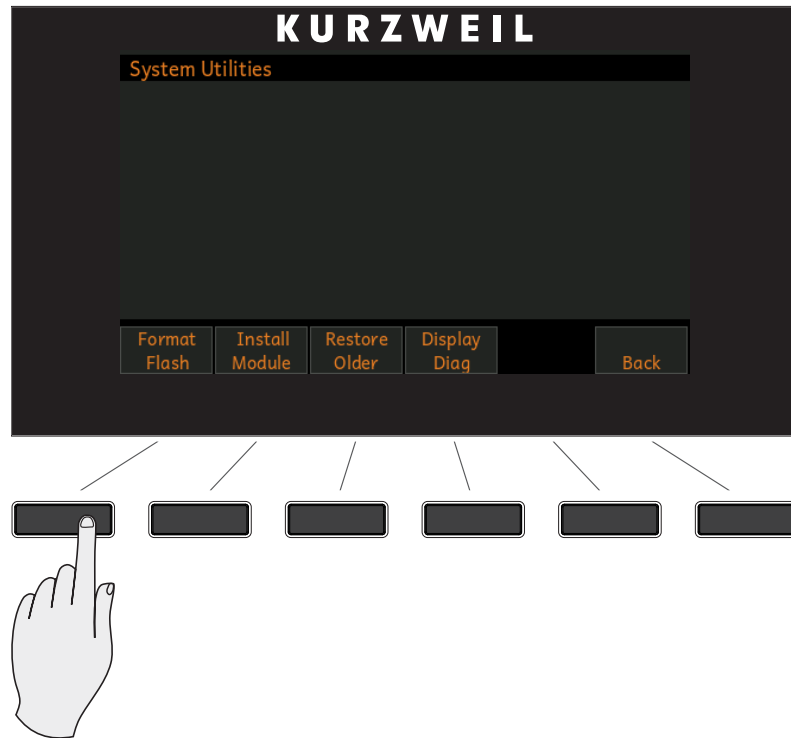 KURZWEIL
System Utilities
Format Install Restore Display
Flash Module Older Diag Back